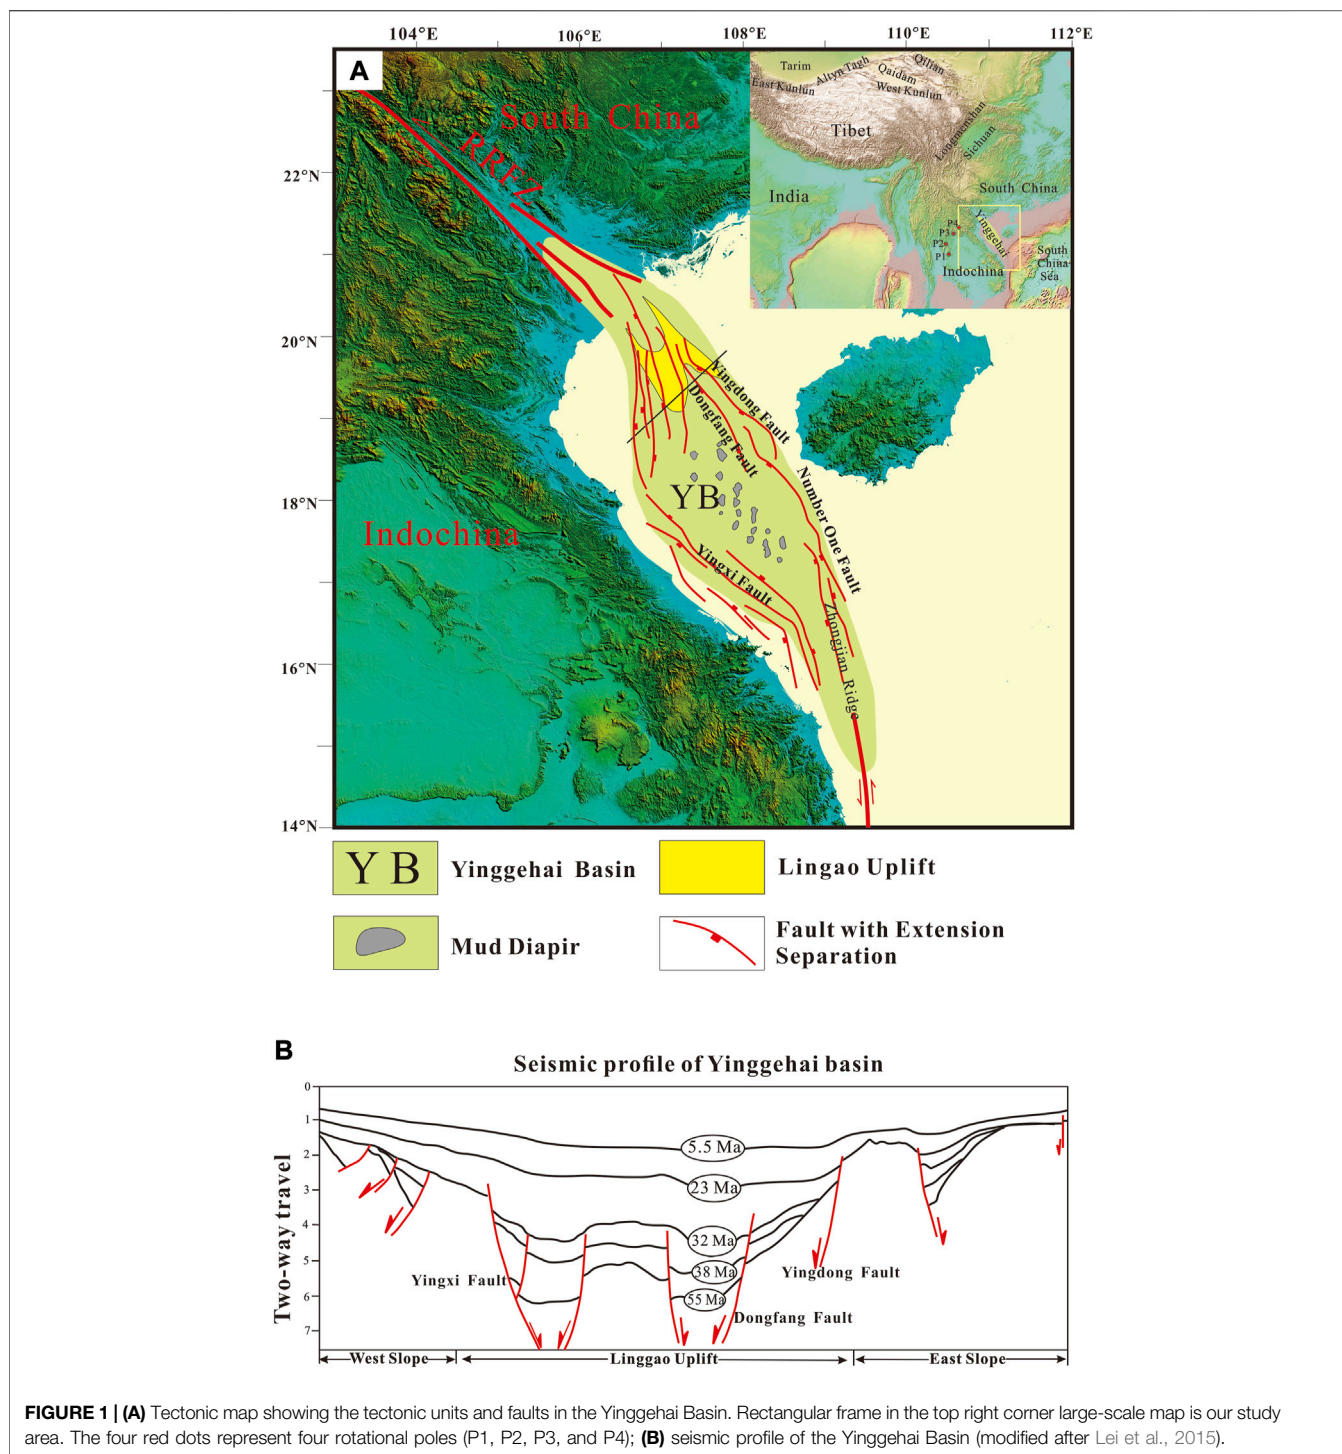 104°E
106°E
108°E
110°E
112°E
A
22°N
20°N
18°N
16°N
14°N
South China
RRFZ
Indochina
YB
Yingdong Fault
Dongfang Fault
Number One Fault
Yingxi Fault
Zhongjian Ridge
Tarim
Altyn Tagh
Qilian
Qaidam
East Kunlun
West Kunlun
Tibet
Longmenshan
Sichuan
India
South China
P4
P3
P2
P1
Yinggehai
Indochina
South
China
Sea
YB
Yinggehai Basin
Lingao Uplift
Mud Diapir
Fault with Extension
Separation
B
Seismic profile of Yinggehai basin
Two-way travel
0
1
2
3
4
5
6
7
5.5 Ma
23 Ma
32 Ma
38 Ma
55 Ma
Yingxi Fault
Yingdong Fault
Dongfang Fault
West Slope
Linggao Uplift
East Slope
FIGURE 1 | (A) Tectonic map showing the tectonic units and faults in the Yinggehai Basin. Rectangular frame in the top right corner large-scale map is our study
area. The four red dots represent four rotational poles (P1, P2, P3, and P4); (B) seismic profile of the Yinggehai Basin (modified after Lei et al., 2015).